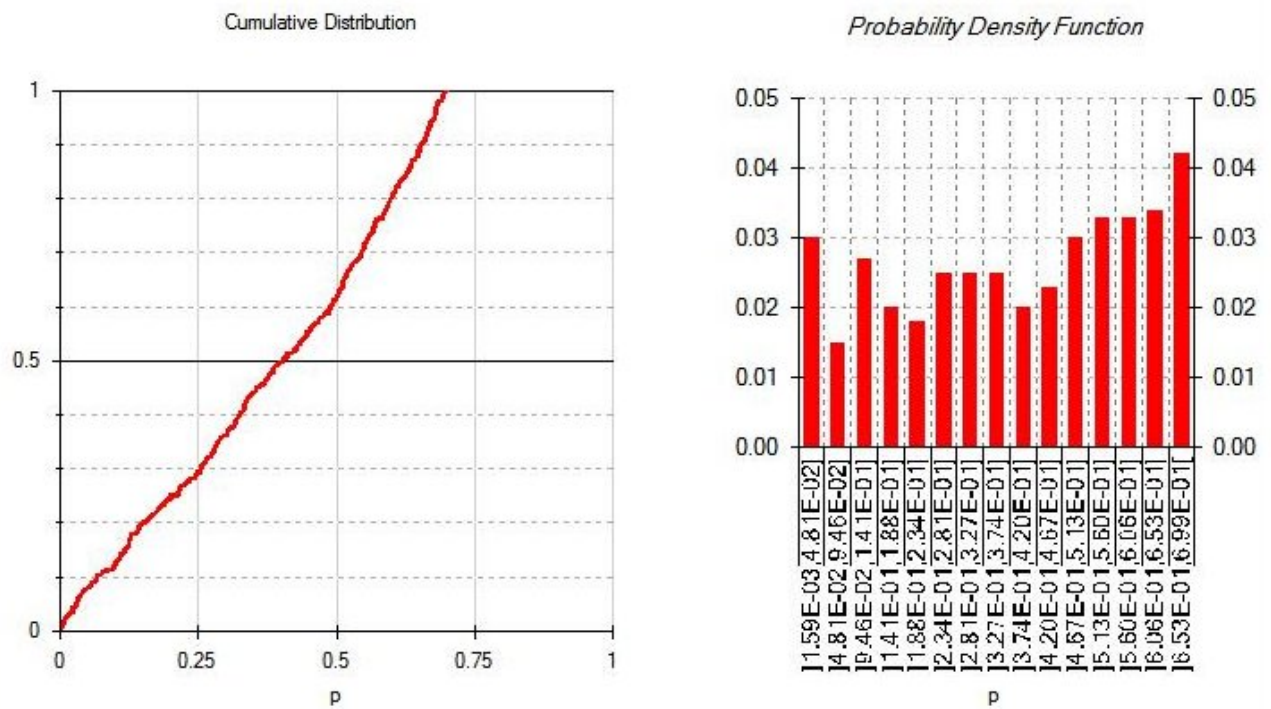 Cumulative Distribution
1
0.5
0
0
0.25
0.5
0.75
1
p
Probability Density Function
0.05
0.04
0.03
0.02
0.01
0.00
0.05
0.04
0.03
0.02
0.01
0.00
]1.59E-03,4.81E-02]
]4.81E-02,9.46E-02]
]9.46E-02,1.41E-01]
]1.41E-01,1.88E-01]
]1.88E-01,2.34E-01]
]2.34E-01,2.81E-01]
]2.81E-01,3.27E-01]
]3.27E-01,3.74E-01]
]3.74E-01,4.20E-01]
]4.20E-01,4.67E-01]
]4.67E-01,5.13E-01]
]5.13E-01,5.60E-01]
]5.60E-01,6.06E-01]
]6.06E-01,6.53E-01]
]6.53E-01,6.99E-01[
p